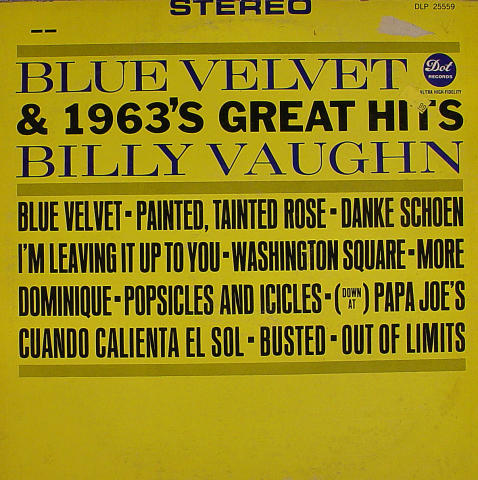 STEREO
DLP 25559
BLUE VELVET
Dot
RECORDS
ULTRA HIGH-FIDELITY
& 1963'S GREAT HITS
BILLY VAUGHN
BLUE VELVET - PAINTED, TAINTED ROSE - DANKE SCHOEN
I'M LEAVING IT UP TO YOU - WASHINGTON SQUARE - MORE
DOMINIQUE - POPSICLES AND ICICLES - (DOWN AT) PAPA JOE'S
CUANDO CALIENTA EL SOL - BUSTED - OUT OF LIMITS